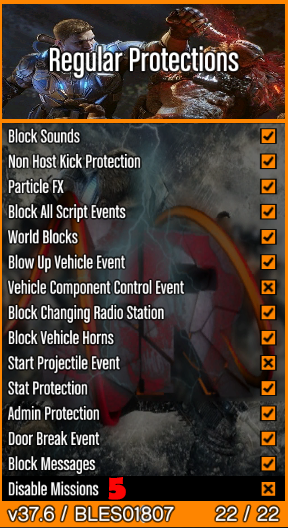 Regular Protections
Block Sounds
Non Host Kick Protection
Particle FX
Block All Script Events
World Blocks
Blow Up Vehicle Event
Vehicle Component Control Event
Block Changing Radio Station
Block Vehicle Horns
Start Projectile Event
Stat Protection
Admin Protection
Door Break Event
Block Messages
Disable Missions 5
v37.6 / BLES01807 22 / 22